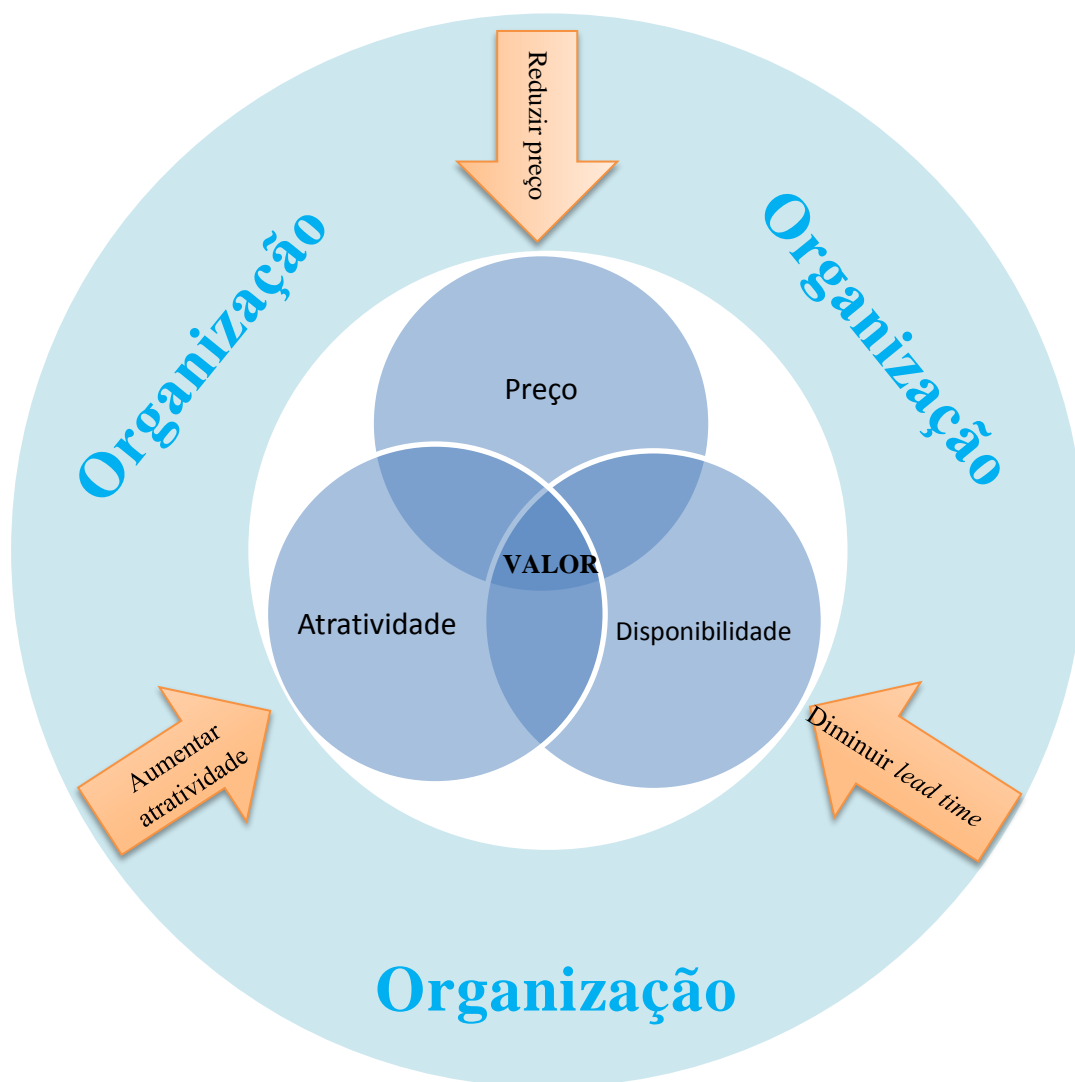 Reduzir preço
Organização
Organização
Preço
VALOR
Atratividade
Disponibilidade
Aumentar
atratividade
Diminuir lead time
Organização